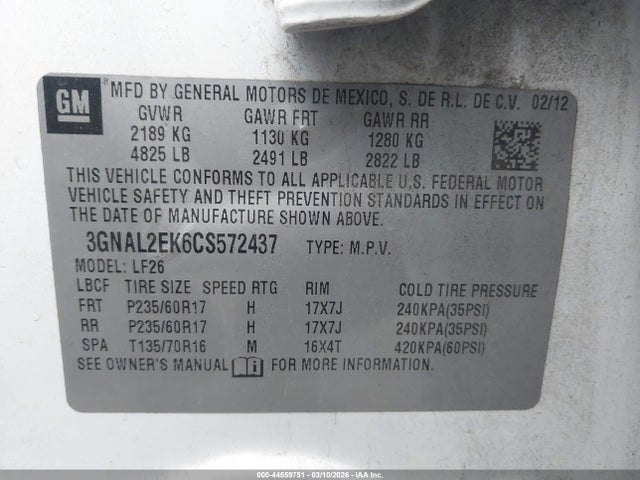 GM
MFD BY GENERAL MOTORS DE MEXICO, S. DE R.L. DE C.V. 02/12
GVWR GAWR FRT GAWR RR
2189 KG 1130 KG 1280 KG
4825 LB 2491 LB 2822 LB
THIS VEHICLE CONFORMS TO ALL APPLICABLE U.S. FEDERAL MOTOR
VEHICLE SAFETY AND THEFT PREVENTION STANDARDS IN EFFECT ON
THE DATE OF MANUFACTURE SHOWN ABOVE.
3GNAL2EK6CS572437 TYPE: M.P.V.
MODEL: LF26
LBCF TIRE SIZE SPEED RTG RIM COLD TIRE PRESSURE
FRT P235/60R17 H 17X7J 240KPA(35PSI)
RR P235/60R17 H 17X7J 240KPA(35PSI)
SPA T135/70R16 M 16X4T 420KPA(60PSI)
SEE OWNER'S MANUAL FOR MORE INFORMATION.
000-44559751 - 03/10/2026 - IAA, INC.